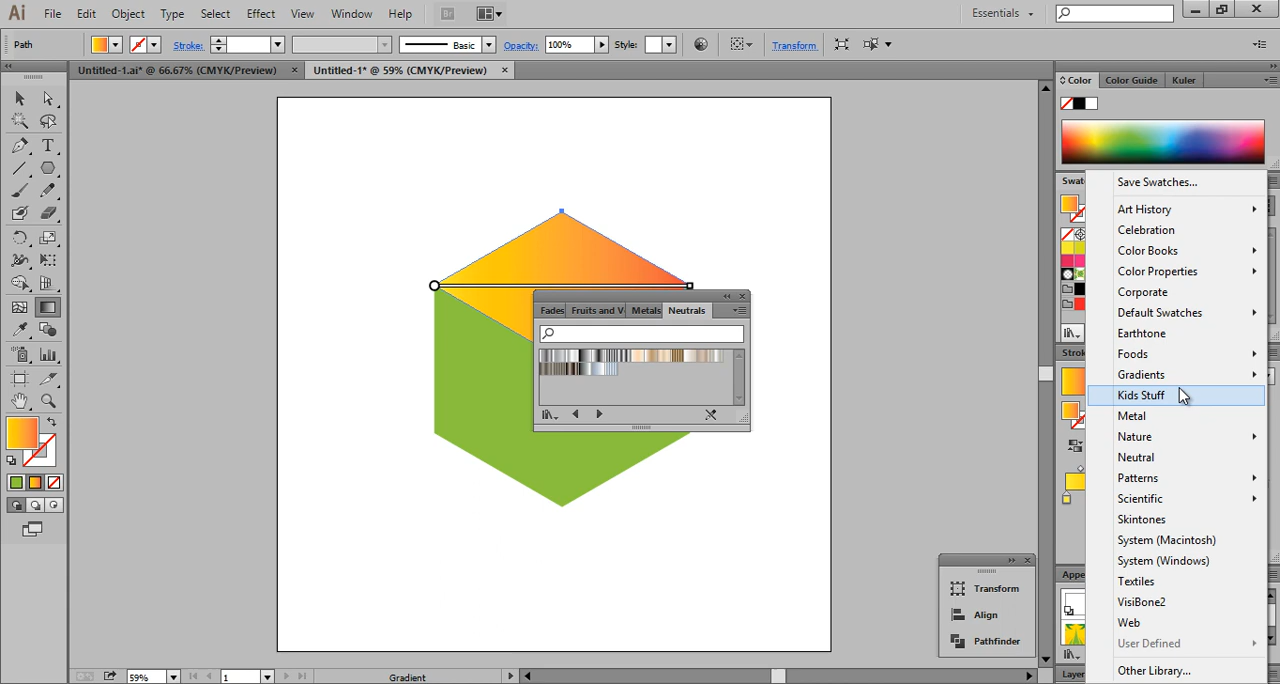 Ai File Edit Object Type Select Effect View Window Help Br Essentials
Path Stroke: Basic Opacity: 100% Style: Transform
Untitled-1.ai* @ 66.67% (CMYK/Preview) × Untitled-1* @ 59% (CMYK/Preview) ×
Color Color Guide Kuler
Swat
Save Swatches...
Art History
Celebration
Color Books
Color Properties
Corporate
Default Swatches
Earthtone
Foods
Gradients
Kids Stuff
Metal
Nature
Neutral
Patterns
Scientific
Skintones
System (Macintosh)
System (Windows)
Textiles
VisiBone2
Web
User Defined
Other Library...
Fades Fruits and V Metals Neutrals
Strok
Appe
Layer
Transform
Align
Pathfinder
59% 1 Gradient